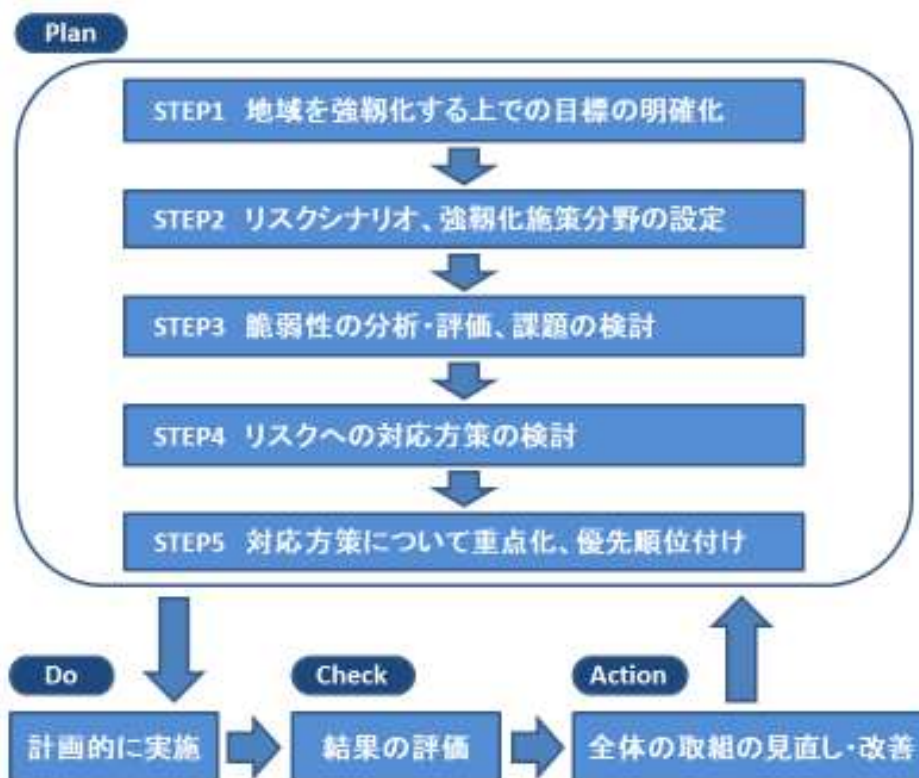 Plan
STEP1 地域を強靱化する上での目標の明確化
STEP2 リスクシナリオ、強靱化施策分野の設定
STEP3 脆弱性の分析・評価、課題の検討
STEP4 リスクへの対応方策の検討
STEP5 対応方策について重点化、優先順位付け
Do
Check
Action
計画的に実施
結果の評価
全体の取組の見直し・改善